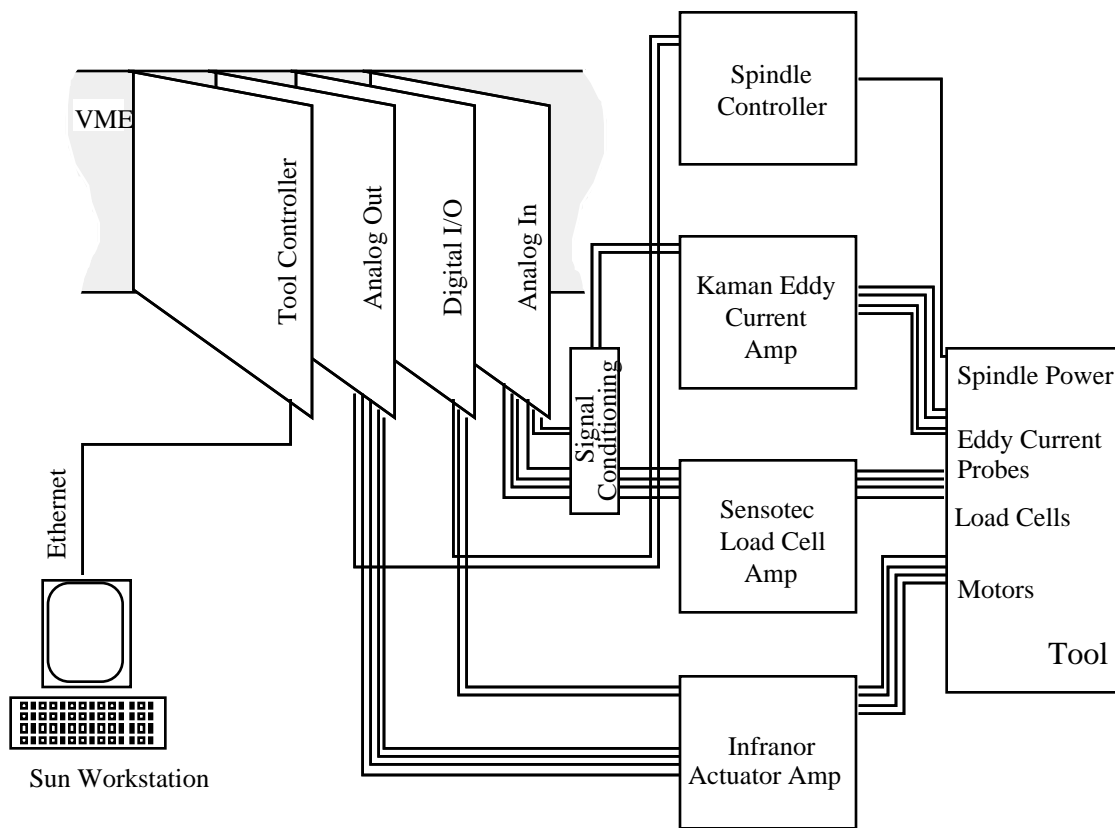 VME
Tool Controller
Analog Out
Digital I/O
Analog In
Spindle
Controller
Kaman Eddy
Current
Amp
Signal
Conditioning
Sensotec
Load Cell
Amp
Infranor
Actuator Amp
Spindle Power
Eddy Current
Probes
Load Cells
Motors
Tool
Ethernet
Sun Workstation